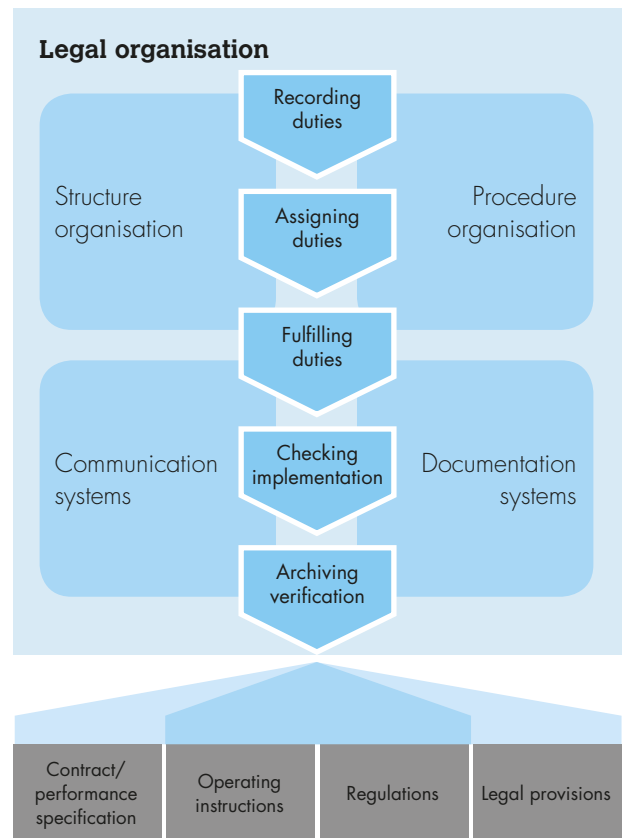 Legal organisation
Recording
duties
Structure
organisation
Procedure
organisation
Assigning
duties
Fulfilling
duties
Communication
systems
Checking
implementation
Documentation
systems
Archiving
verification
Contract/
performance
specification
Operating
instructions
Regulations
Legal provisions